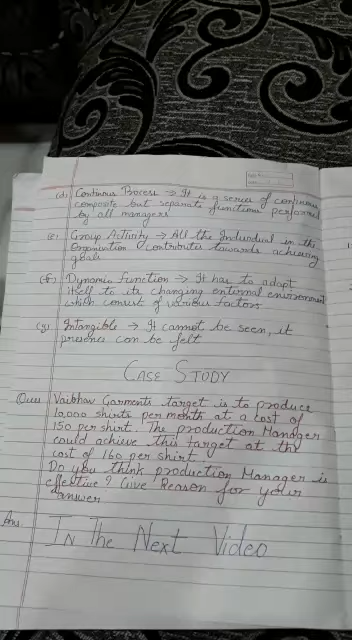 (d) Continuous Process → It is a series of continuous
composite but separate functions performed
by all managers
(e) Group Activity → All the Individual in the
Organisation contributes towards achieving
goals
(f) Dynamic function → It has to adapt
itself to its changing enternal environment
which consist of various factors
(g) Intangible → It cannot be seen, it
presence can be felt
CASE STUDY
Ques Vaibhav Garments target is to produce
10,000 shirts per month at a cost of
150 per shirt. The production Manager
could achieve this target at the
cost of 160 per shirt.
Do you think production Manager is
effective? Give Reason for your
answer
Ans. IN The Next Video